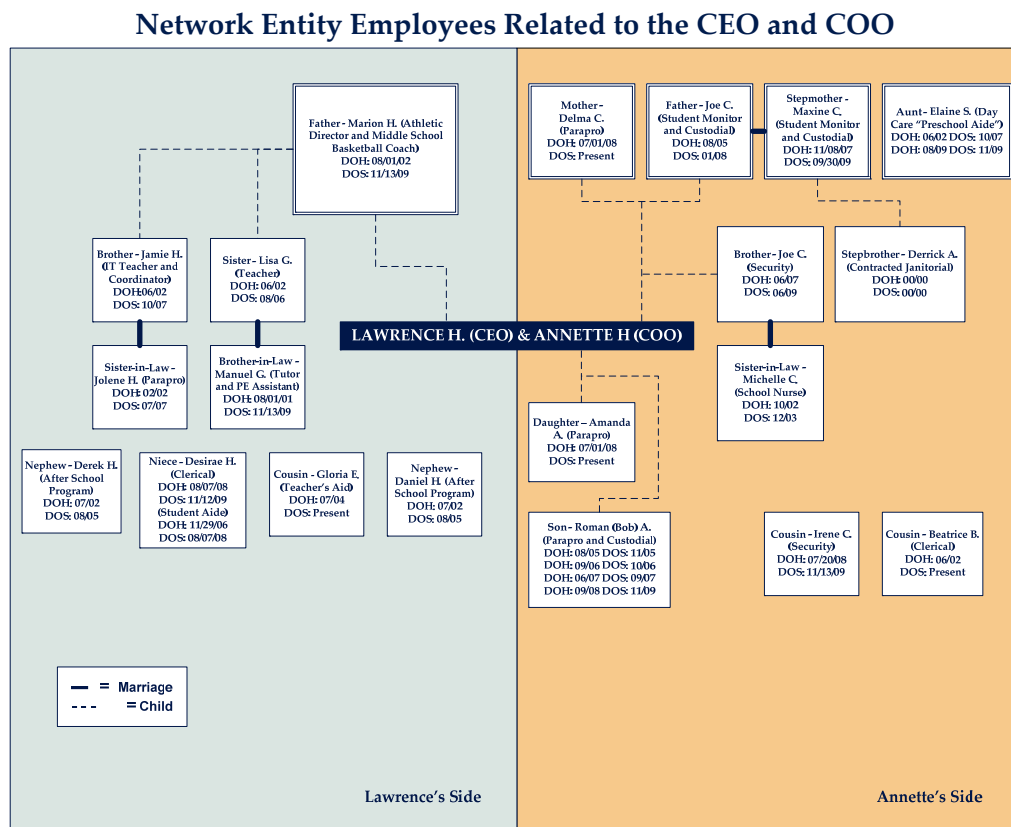 Network Entity Employees Related to the CEO and COO
Father - Marion H. (Athletic
Director and Middle School
Basketball Coach)
DOH: 08/01/02
DOS: 11/13/09
Mother -
Delma C.
(Parapro)
DOH: 07/01/08
DOS: Present
Father - Joe C.
(Student Monitor
and Custodial)
DOH: 08/05
DOS: 01/08
Stepmother -
Maxine C.
(Student Monitor
and Custodial)
DOH: 11/08/07
DOS: 09/30/09
Aunt - Elaine S. (Day
Care “Preschool Aide”)
DOH: 06/02 DOS: 10/07
DOH: 08/09 DOS: 11/09
Brother - Jamie H.
(IT Teacher and
Coordinator)
DOH:06/02
DOS: 10/07
Sister - Lisa G.
(Teacher)
DOH: 06/02
DOS: 08/06
Brother - Joe C.
(Security)
DOH: 06/07
DOS: 06/09
Stepbrother - Derrick A.
(Contracted Janitorial)
DOH: 00/00
DOS: 00/00
LAWRENCE H. (CEO) & ANNETTE H (COO)
Sister-in-Law -
Jolene H. (Parapro)
DOH: 02/02
DOS: 07/07
Brother-in-Law -
Manuel G. (Tutor
and PE Assistant)
DOH: 08/01/01
DOS: 11/13/09
Sister-in-Law -
Michelle C.
(School Nurse)
DOH: 10/02
DOS: 12/03
Daughter – Amanda
A. (Parapro)
DOH: 07/01/08
DOS: Present
Nephew - Derek H.
(After School
Program)
DOH: 07/02
DOS: 08/05
Niece - Desirae H.
(Clerical)
DOH: 08/07/08
DOS: 11/12/09
(Student Aide)
DOH: 11/29/06
DOS: 08/07/08
Cousin - Gloria E.
(Teacher’s Aid)
DOH: 07/04
DOS: Present
Nephew -
Daniel H. (After
School Program)
DOH: 07/02
DOS: 08/05
Son - Roman (Bob) A.
(Parapro and Custodial)
DOH: 08/05 DOS: 11/05
DOH: 09/06 DOS: 10/06
DOH: 06/07 DOS: 09/07
DOH: 09/08 DOS: 11/09
Cousin - Irene C.
(Security)
DOH: 07/20/08
DOS: 11/13/09
Cousin - Beatrice B.
(Clerical)
DOH: 06/02
DOS: Present
= Marriage
= Child
Lawrence’s Side
Annette’s Side